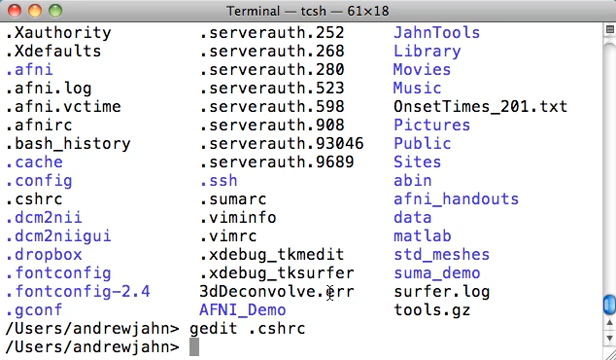 Terminal — tcsh — 61×18
.Xauthority .serverauth.252 JahnTools
.Xdefaults .serverauth.268 Library
.afni .serverauth.280 Movies
.afni.log .serverauth.523 Music
.afni.vctime .serverauth.598 OnsetTimes_201.txt
.afnirc .serverauth.908 Pictures
.bash_history .serverauth.93046 Public
.cache .serverauth.9689 Sites
.config .ssh abin
.cshrc .sumarc afni_handouts
.dcm2nii .viminfo data
.dcm2niigui .vimrc matlab
.dropbox .xdebug_tkmedit std_meshes
.fontconfig .xdebug_tksurfer suma_demo
.fontconfig-2.4 3dDeconvolve.err surfer.log
.gconf AFNI_Demo tools.gz
/Users/andrewjahn> gedit .cshrc
/Users/andrewjahn>